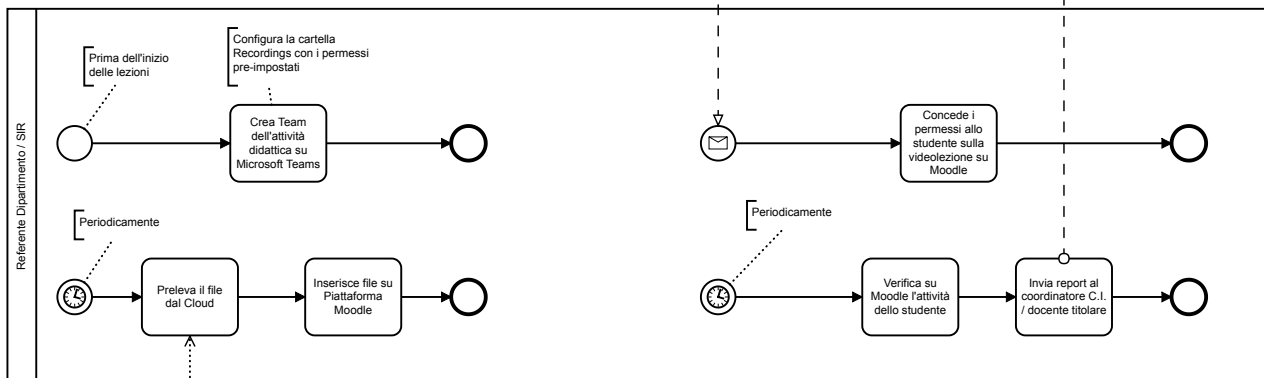 Referente Dipartimento / SIR
Prima dell'inizio
delle lezioni
Configura la cartella
Recordings con i permessi
pre-impostati
Crea Team
dell'attività
didattica su
Microsoft Teams
Concede i
permessi allo
studente sulla
videolezione su
Moodle
Periodicamente
Preleva il file
dal Cloud
Inserisce file su
Piattaforma
Moodle
Periodicamente
Verifica su
Moodle l'attività
dello studente
Invia report al
coordinatore C.I.
/ docente titolare